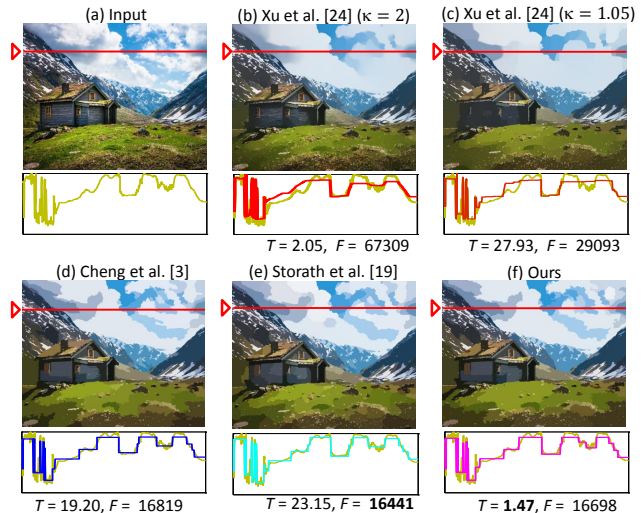 (a) Input
(b) Xu et al. [24] (κ = 2)
(c) Xu et al. [24] (κ = 1.05)
T = 2.05, F = 67309
T = 27.93, F = 29093
(d) Cheng et al. [3]
(e) Storath et al. [19]
(f) Ours
T = 19.20, F = 16819
T = 23.15, F = 16441
T = 1.47, F = 16698